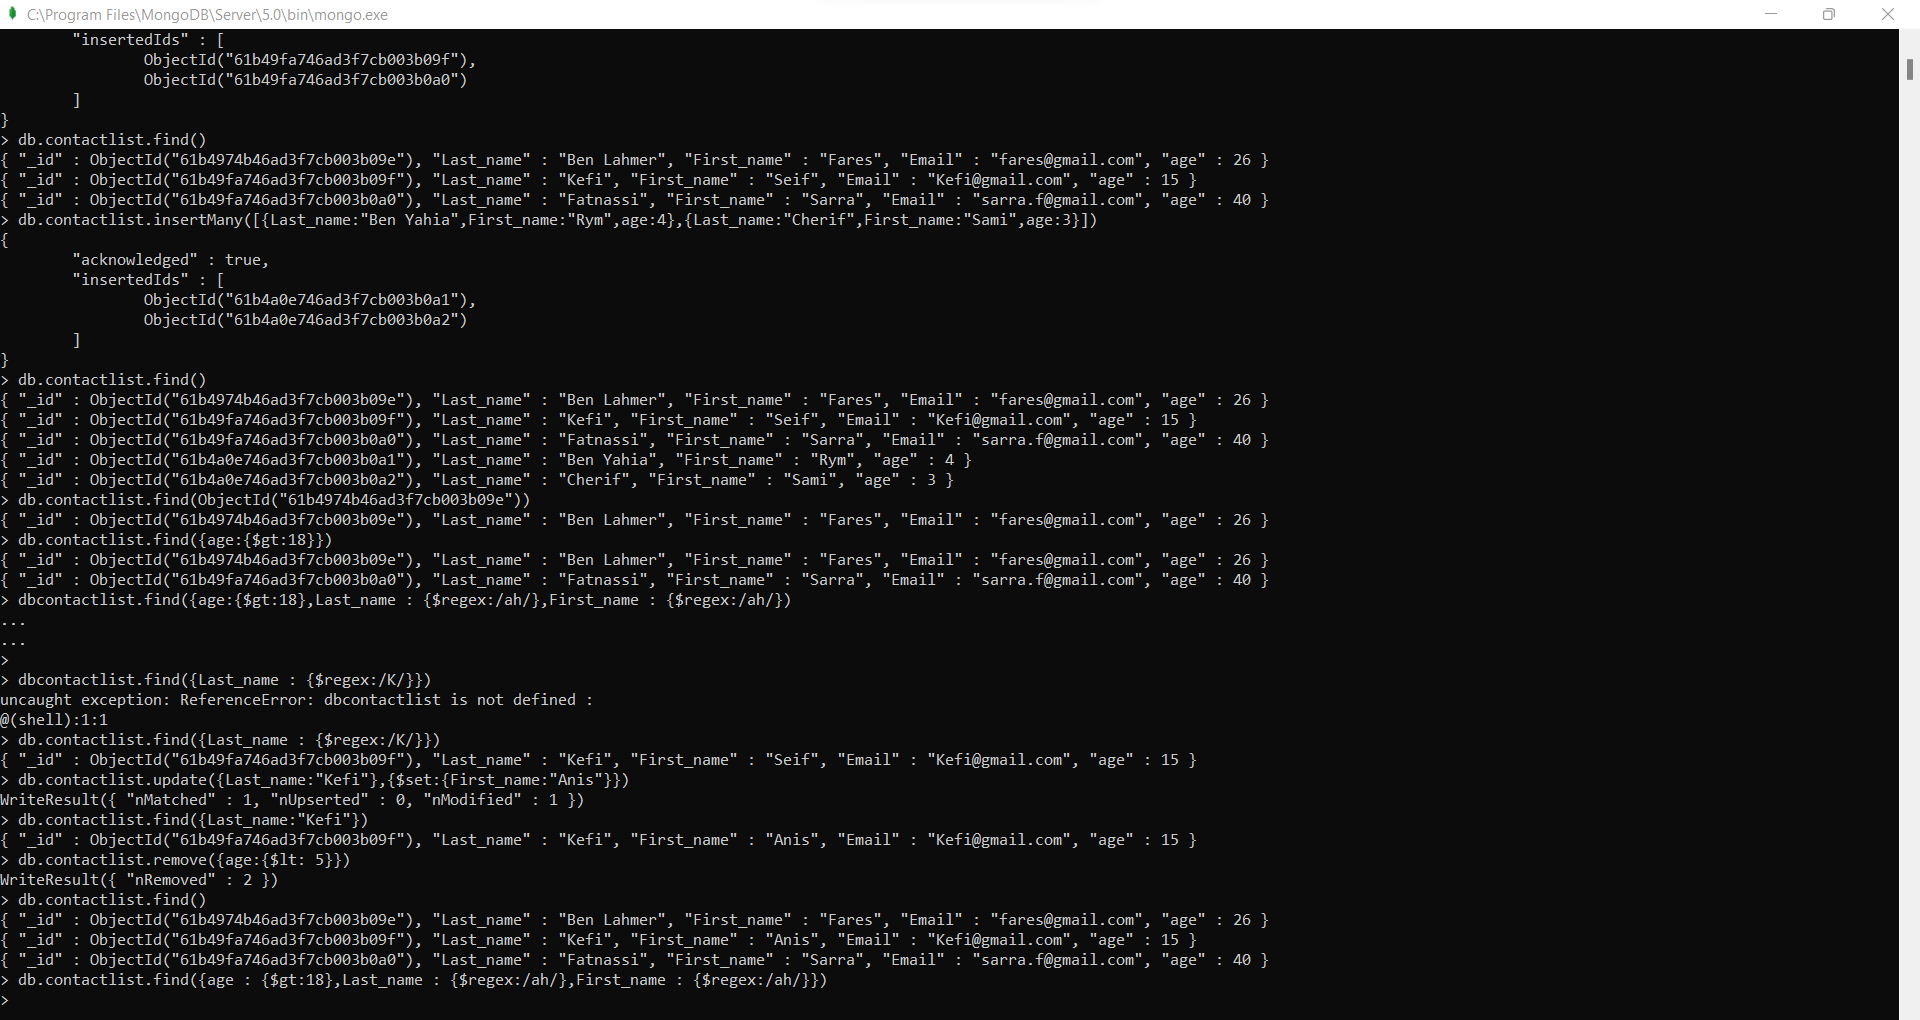 C:\Program Files\MongoDB\Server\5.0\bin\mongo.exe
        "insertedIds" : [
                ObjectId("61b49fa746ad3f7cb003b09f"),
                ObjectId("61b49fa746ad3f7cb003b0a0")
        ]
}
> db.contactlist.find()
{ "_id" : ObjectId("61b4974b46ad3f7cb003b09e"), "Last_name" : "Ben Lahmer", "First_name" : "Fares", "Email" : "fares@gmail.com", "age" : 26 }
{ "_id" : ObjectId("61b49fa746ad3f7cb003b09f"), "Last_name" : "Kefi", "First_name" : "Seif", "Email" : "Kefi@gmail.com", "age" : 15 }
{ "_id" : ObjectId("61b49fa746ad3f7cb003b0a0"), "Last_name" : "Fatnassi", "First_name" : "Sarra", "Email" : "sarra.f@gmail.com", "age" : 40 }
> db.contactlist.insertMany([{Last_name:"Ben Yahia",First_name:"Rym",age:4},{Last_name:"Cherif",First_name:"Sami",age:3}])
{
        "acknowledged" : true,
        "insertedIds" : [
                ObjectId("61b4a0e746ad3f7cb003b0a1"),
                ObjectId("61b4a0e746ad3f7cb003b0a2")
        ]
}
> db.contactlist.find()
{ "_id" : ObjectId("61b4974b46ad3f7cb003b09e"), "Last_name" : "Ben Lahmer", "First_name" : "Fares", "Email" : "fares@gmail.com", "age" : 26 }
{ "_id" : ObjectId("61b49fa746ad3f7cb003b09f"), "Last_name" : "Kefi", "First_name" : "Seif", "Email" : "Kefi@gmail.com", "age" : 15 }
{ "_id" : ObjectId("61b49fa746ad3f7cb003b0a0"), "Last_name" : "Fatnassi", "First_name" : "Sarra", "Email" : "sarra.f@gmail.com", "age" : 40 }
{ "_id" : ObjectId("61b4a0e746ad3f7cb003b0a1"), "Last_name" : "Ben Yahia", "First_name" : "Rym", "age" : 4 }
{ "_id" : ObjectId("61b4a0e746ad3f7cb003b0a2"), "Last_name" : "Cherif", "First_name" : "Sami", "age" : 3 }
> db.contactlist.find(ObjectId("61b4974b46ad3f7cb003b09e"))
{ "_id" : ObjectId("61b4974b46ad3f7cb003b09e"), "Last_name" : "Ben Lahmer", "First_name" : "Fares", "Email" : "fares@gmail.com", "age" : 26 }
> db.contactlist.find({age:{$gt:18}})
{ "_id" : ObjectId("61b4974b46ad3f7cb003b09e"), "Last_name" : "Ben Lahmer", "First_name" : "Fares", "Email" : "fares@gmail.com", "age" : 26 }
{ "_id" : ObjectId("61b49fa746ad3f7cb003b0a0"), "Last_name" : "Fatnassi", "First_name" : "Sarra", "Email" : "sarra.f@gmail.com", "age" : 40 }
> dbcontactlist.find({age:{$gt:18},Last_name : {$regex:/ah/},First_name : {$regex:/ah/})
...
...
>
> dbcontactlist.find({Last_name : {$regex:/K/}})
uncaught exception: ReferenceError: dbcontactlist is not defined :
@(shell):1:1
> db.contactlist.find({Last_name : {$regex:/K/}})
{ "_id" : ObjectId("61b49fa746ad3f7cb003b09f"), "Last_name" : "Kefi", "First_name" : "Seif", "Email" : "Kefi@gmail.com", "age" : 15 }
> db.contactlist.update({Last_name:"Kefi"},{$set:{First_name:"Anis"}})
WriteResult({ "nMatched" : 1, "nUpserted" : 0, "nModified" : 1 })
> db.contactlist.find({Last_name:"Kefi"})
{ "_id" : ObjectId("61b49fa746ad3f7cb003b09f"), "Last_name" : "Kefi", "First_name" : "Anis", "Email" : "Kefi@gmail.com", "age" : 15 }
> db.contactlist.remove({age:{$lt: 5}})
WriteResult({ "nRemoved" : 2 })
> db.contactlist.find()
{ "_id" : ObjectId("61b4974b46ad3f7cb003b09e"), "Last_name" : "Ben Lahmer", "First_name" : "Fares", "Email" : "fares@gmail.com", "age" : 26 }
{ "_id" : ObjectId("61b49fa746ad3f7cb003b09f"), "Last_name" : "Kefi", "First_name" : "Anis", "Email" : "Kefi@gmail.com", "age" : 15 }
{ "_id" : ObjectId("61b49fa746ad3f7cb003b0a0"), "Last_name" : "Fatnassi", "First_name" : "Sarra", "Email" : "sarra.f@gmail.com", "age" : 40 }
> db.contactlist.find({age : {$gt:18},Last_name : {$regex:/ah/},First_name : {$regex:/ah/}})
>